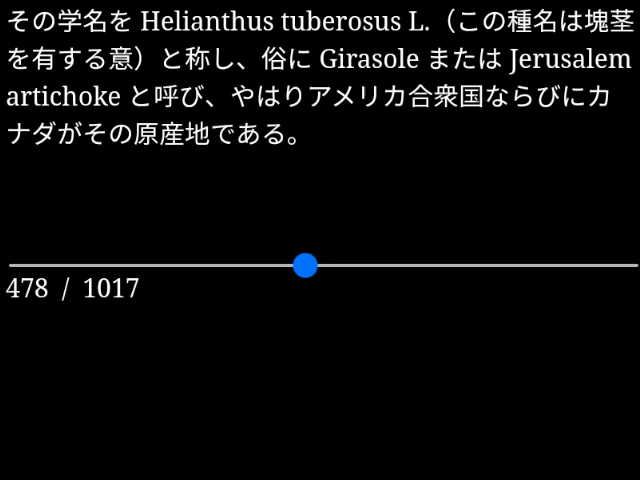 その学名を Helianthus tuberosus L.（この種名は塊茎
を有する意）と称し、俗に Girasole または Jerusalem
artichoke と呼び、やはりアメリカ合衆国ならびにカ
ナダがその原産地である。
478 / 1017